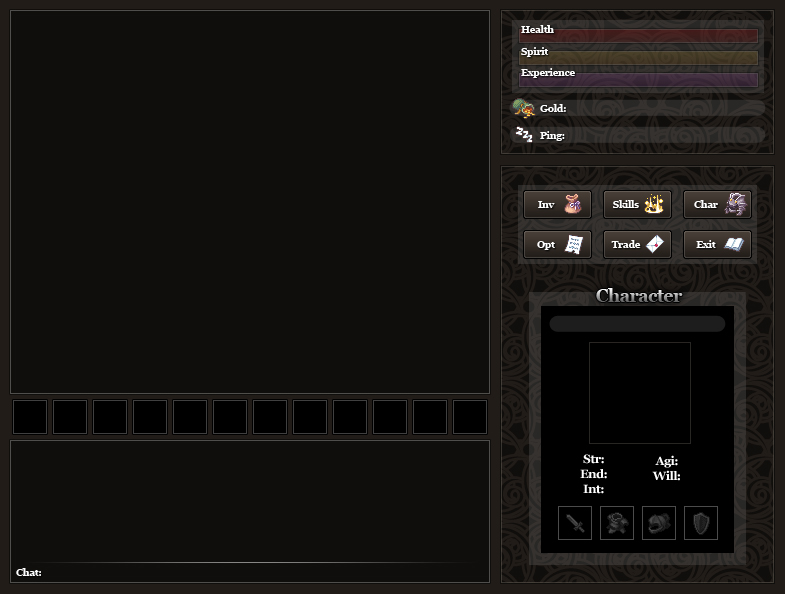 Health
Spirit
Experience
Gold:
Ping:
Inv
Skills
Char
Opt
Trade
Exit
Character
Str:
Agi:
End:
Will:
Int:
Chat: